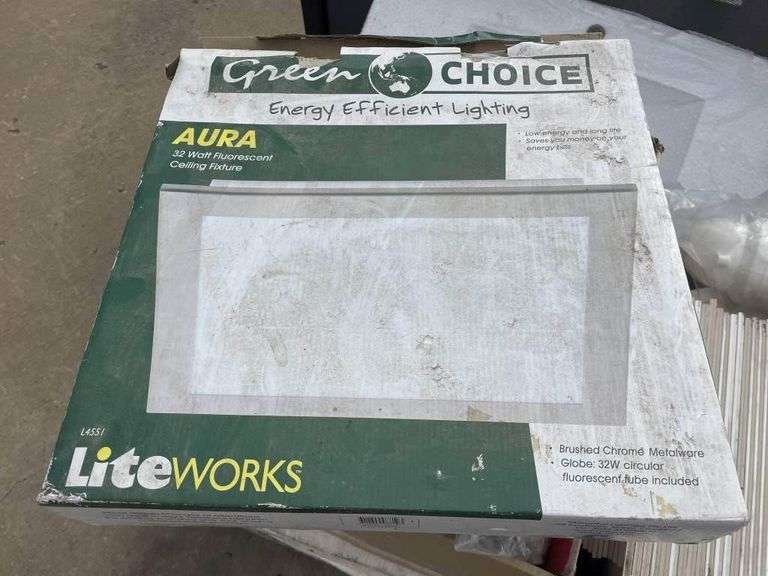 Green CHOICE
Energy Efficient Lighting
AURA
32 Watt Fluorescent
Ceiling Fixture
• Low energy and long life
• Saves you money on your
energy bills
L4551
LiteWORKS
• Brushed Chrome Metalware
• Globe: 32W circular
fluorescent tube included